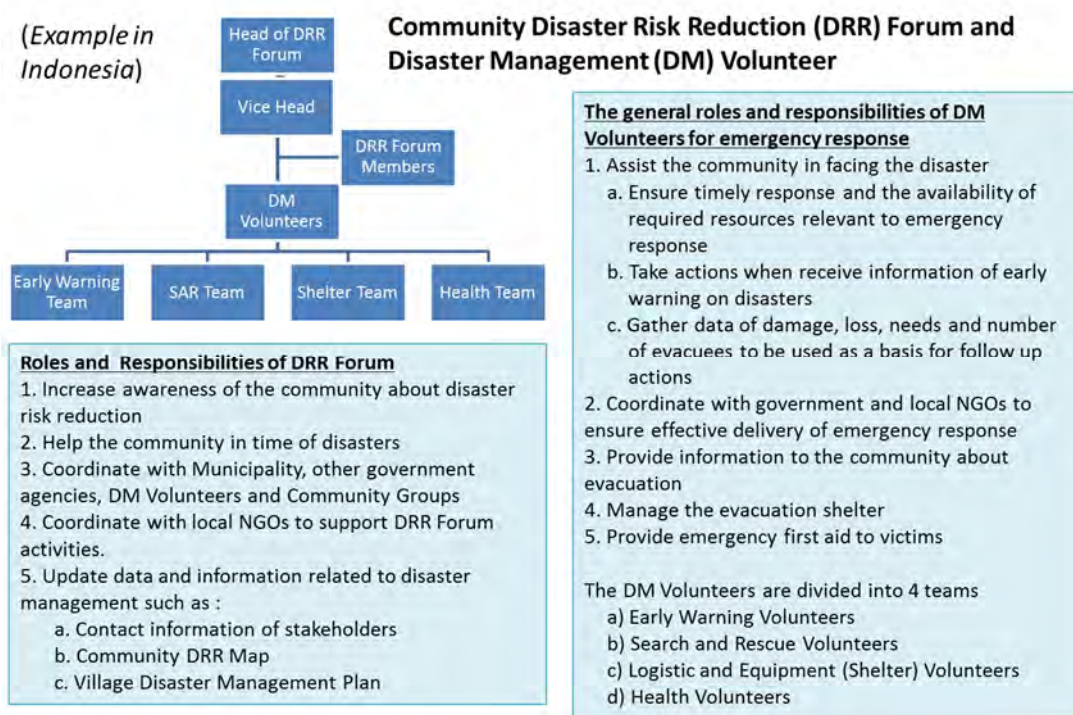 (Example in
Indonesia)
Community Disaster Risk Reduction (DRR) Forum and
Disaster Management (DM) Volunteer
Head of DRR
Forum
Vice Head
DRR Forum
Members
DM
Volunteers
Early Warning
Team
SAR Team
Shelter Team
Health Team
Roles and Responsibilities of DRR Forum
1. Increase awareness of the community about disaster
risk reduction
2. Help the community in time of disasters
3. Coordinate with Municipality, other government
agencies, DM Volunteers and Community Groups
4. Coordinate with local NGOs to support DRR Forum
activities.
5. Update data and information related to disaster
management such as :
a. Contact information of stakeholders
b. Community DRR Map
c. Village Disaster Management Plan
The general roles and responsibilities of DM
Volunteers for emergency response
1. Assist the community in facing the disaster
a. Ensure timely response and the availability of
required resources relevant to emergency
response
b. Take actions when receive information of early
warning on disasters
c. Gather data of damage, loss, needs and number
of evacuees to be used as a basis for follow up
actions
2. Coordinate with government and local NGOs to
ensure effective delivery of emergency response
3. Provide information to the community about
evacuation
4. Manage the evacuation shelter
5. Provide emergency first aid to victims
The DM Volunteers are divided into 4 teams
a) Early Warning Volunteers
b) Search and Rescue Volunteers
c) Logistic and Equipment (Shelter) Volunteers
d) Health Volunteers